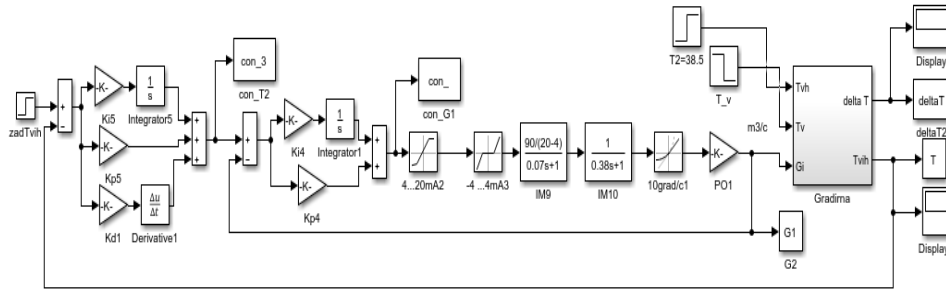 zadTvih
+
−
-K-
Ki5
1
s
Integrator5
-K-
Kp5
-K-
Kd1
Δu
Δt
Derivative1
+
+
+
con_3
con_T2
+
−
-K-
Ki4
1
s
Integrator1
-K-
Kp4
+
+
con_
con_G1
4...20mA2
-4 ...4mA3
90/(20-4)
0.07s+1
IM9
1
0.38s+1
IM10
10grad/c1
-K-
PO1
T2=38.5
T_v
m3/c
Tvh
Tv
Gi
delta T
Tvih
Gradirna
G1
G2
Display
deltaT
deltaT2
T
Display